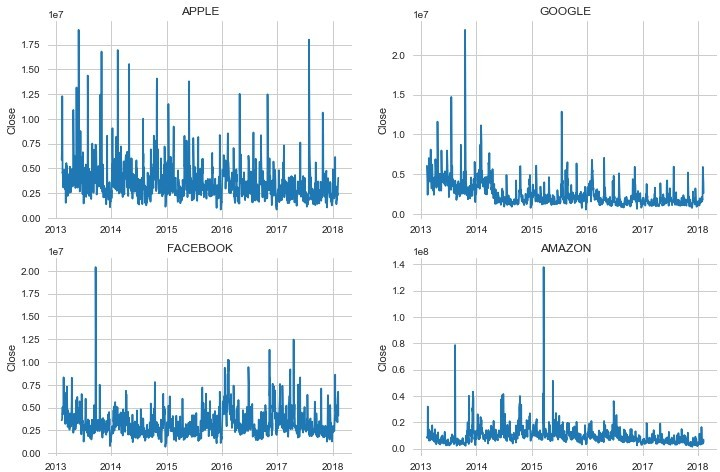 APPLE
1e7
Close
1.75
1.50
1.25
1.00
0.75
0.50
0.25
0.00
2013 2014 2015 2016 2017 2018
GOOGLE
1e7
Close
2.0
1.5
1.0
0.5
0.0
2013 2014 2015 2016 2017 2018
FACEBOOK
1e7
Close
2.00
1.75
1.50
1.25
1.00
0.75
0.50
0.25
0.00
2013 2014 2015 2016 2017 2018
AMAZON
1e8
Close
1.4
1.2
1.0
0.8
0.6
0.4
0.2
0.0
2013 2014 2015 2016 2017 2018